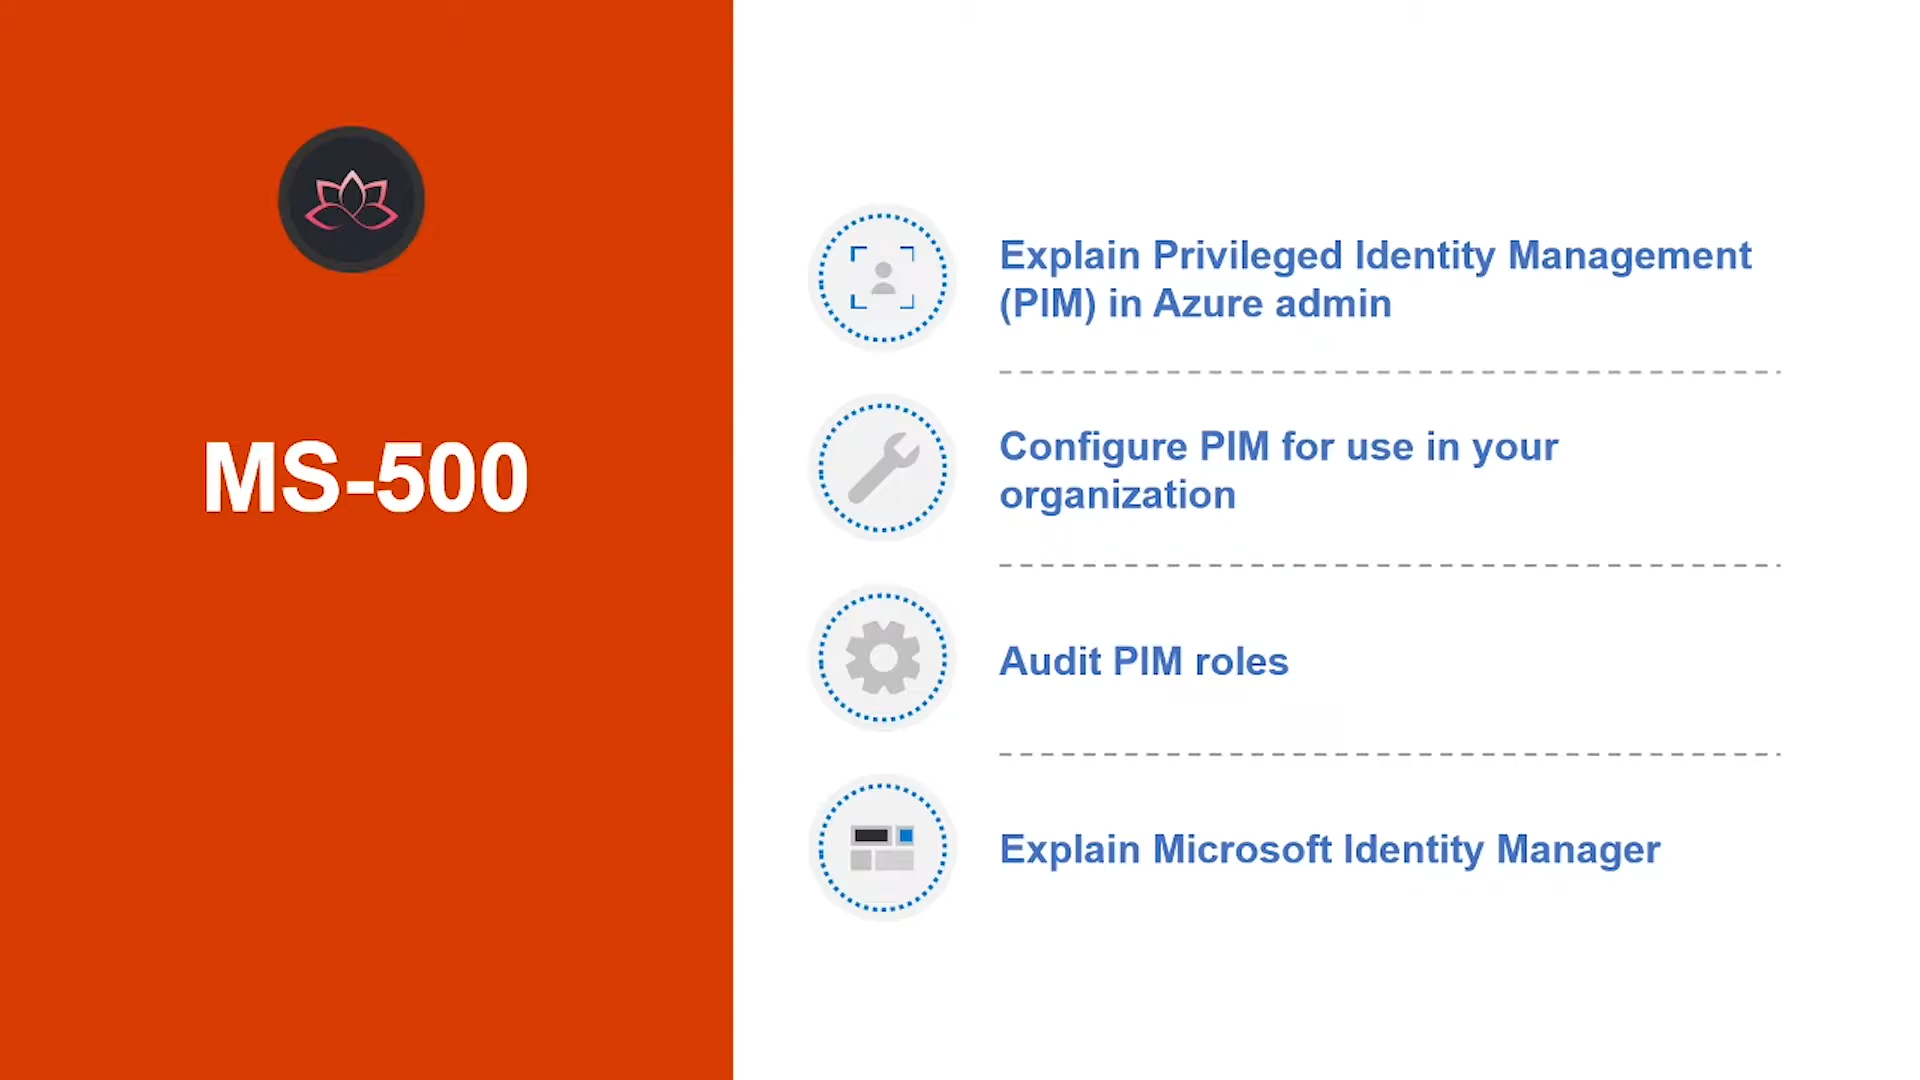 MS-500
Explain Privileged Identity Management
(PIM) in Azure admin
Configure PIM for use in your
organization
Audit PIM roles
Explain Microsoft Identity Manager